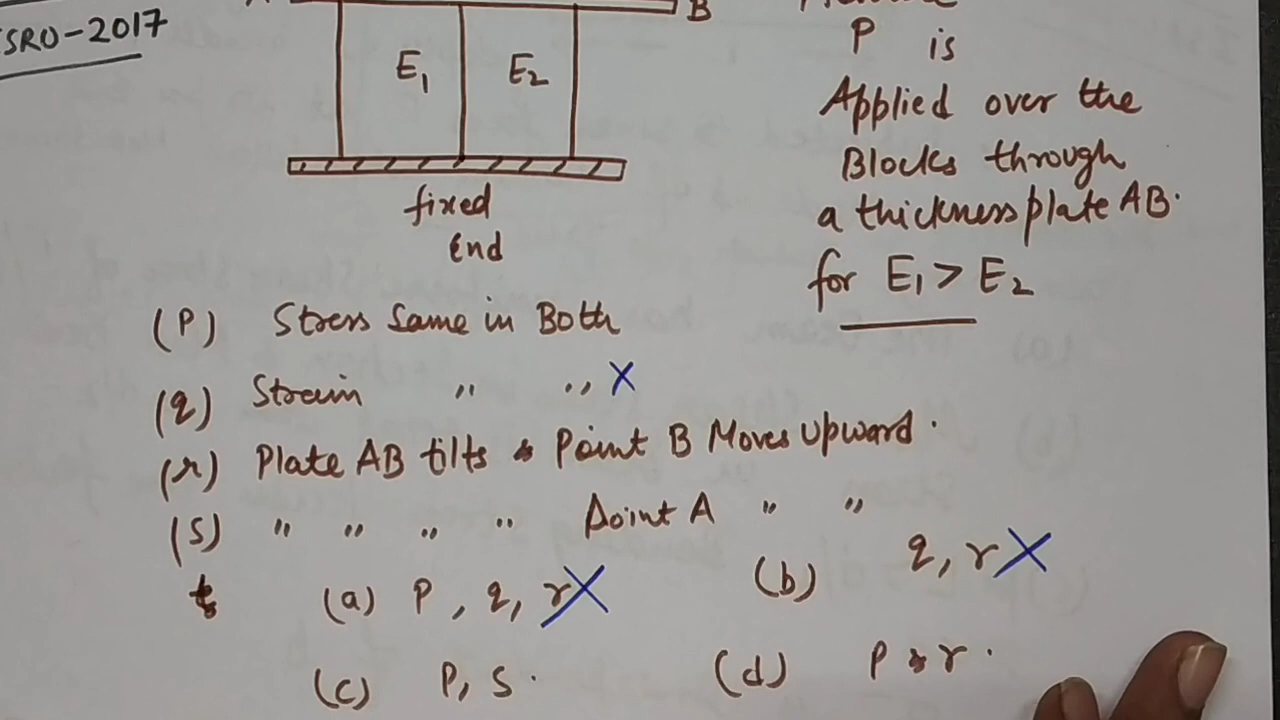 SRO-2017
B
E1
E2
fixed
End
P is
Applied over the
Blocks through
a thickness plate AB.
for E1 > E2
(P) Stress Same in Both
(q) Strain " " X
(r) Plate AB tilts & Point B Moves Upward.
(S) " " " " Point A " "
(a) P, q, r X
(b) q, r X
(c) P, S.
(d) P & r.